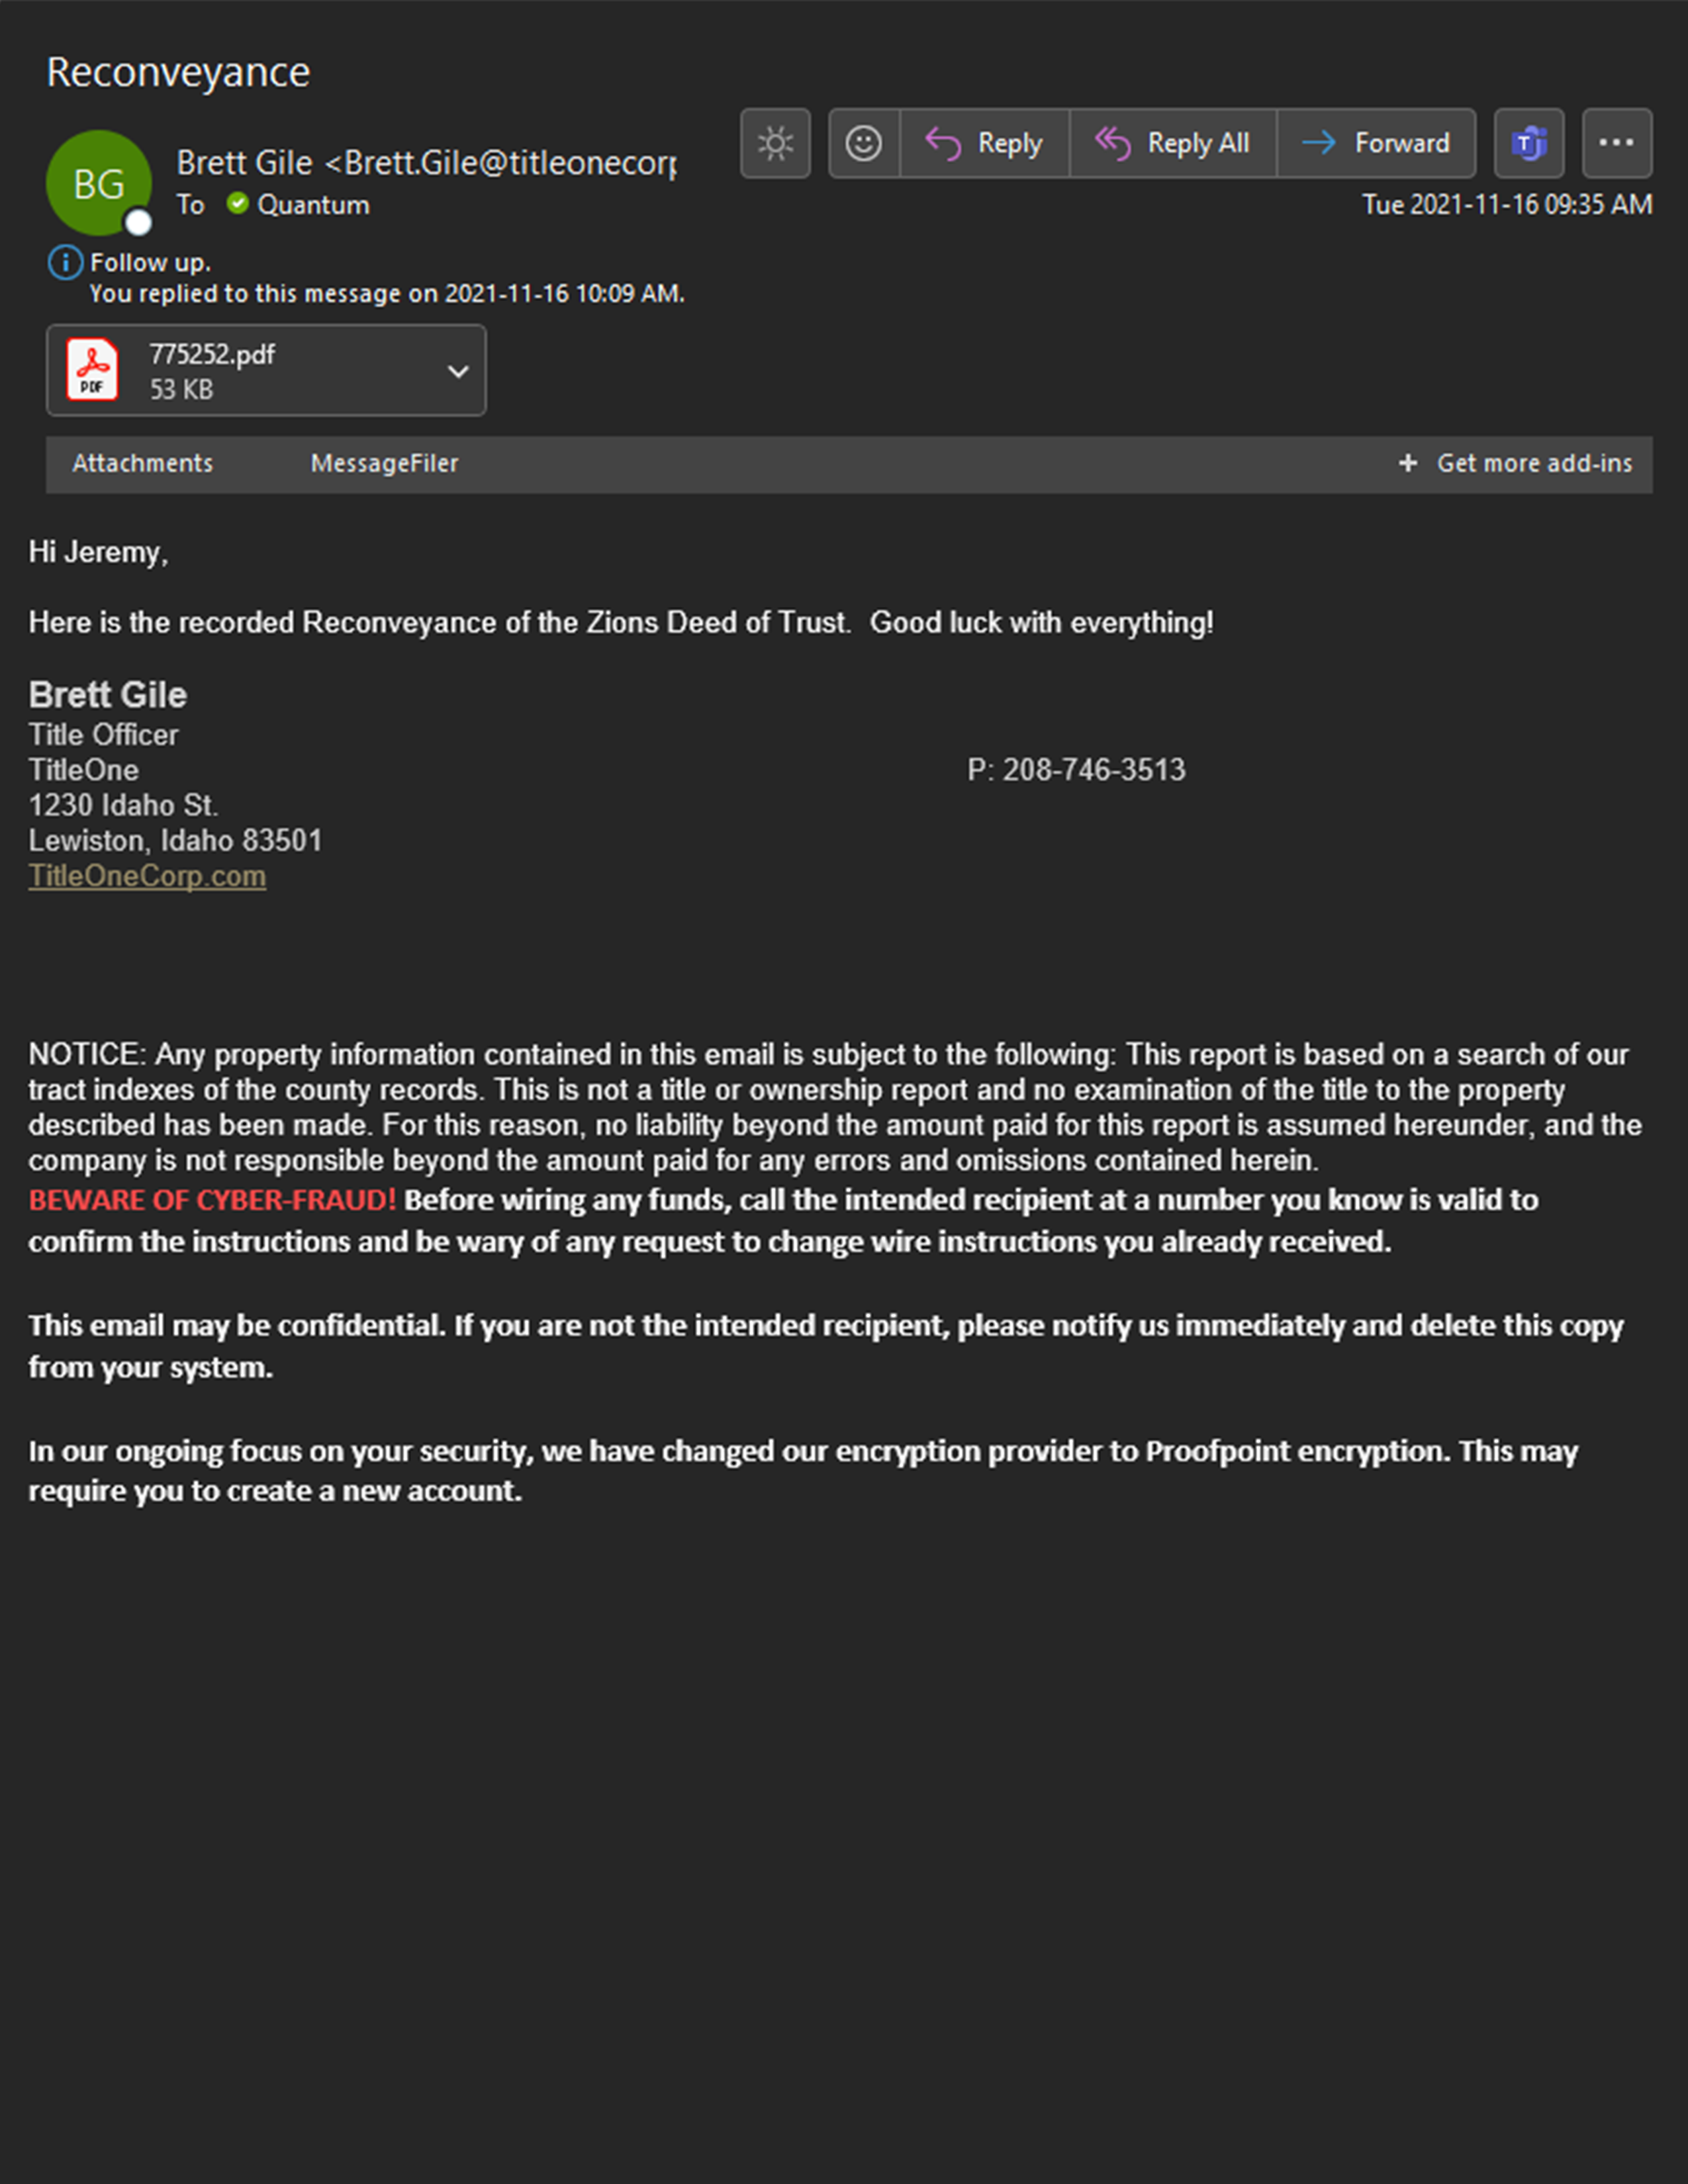 Reconveyance
BG
Brett Gile <Brett.Gile@titleonecorp
Reply
Reply All
Forward
T
To Quantum
Tue 2021-11-16 09:35 AM
Follow up.
You replied to this message on 2021-11-16 10:09 AM.
PDF
775252.pdf
53 KB
Attachments MessageFiler + Get more add-ins
Hi Jeremy,
Here is the recorded Reconveyance of the Zions Deed of Trust.  Good luck with everything!
Brett Gile
Title Officer
TitleOne P: 208-746-3513
1230 Idaho St.
Lewiston, Idaho 83501
TitleOneCorp.com
NOTICE: Any property information contained in this email is subject to the following: This report is based on a search of our
tract indexes of the county records. This is not a title or ownership report and no examination of the title to the property
described has been made. For this reason, no liability beyond the amount paid for this report is assumed hereunder, and the
company is not responsible beyond the amount paid for any errors and omissions contained herein.
BEWARE OF CYBER-FRAUD! Before wiring any funds, call the intended recipient at a number you know is valid to
confirm the instructions and be wary of any request to change wire instructions you already received.
This email may be confidential. If you are not the intended recipient, please notify us immediately and delete this copy
from your system.
In our ongoing focus on your security, we have changed our encryption provider to Proofpoint encryption. This may
require you to create a new account.